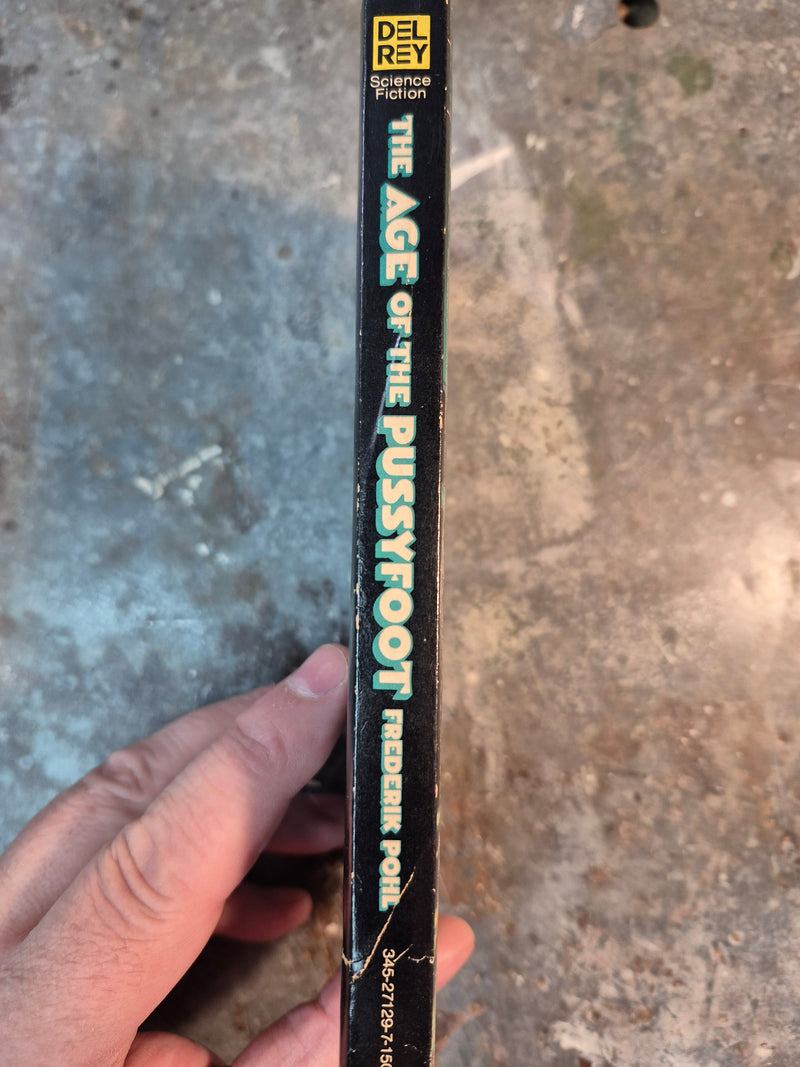 DEL
REY
Science
Fiction
THE AGE OF THE PUSSYFOOT FREDERIK POHL 345-27129-7-150